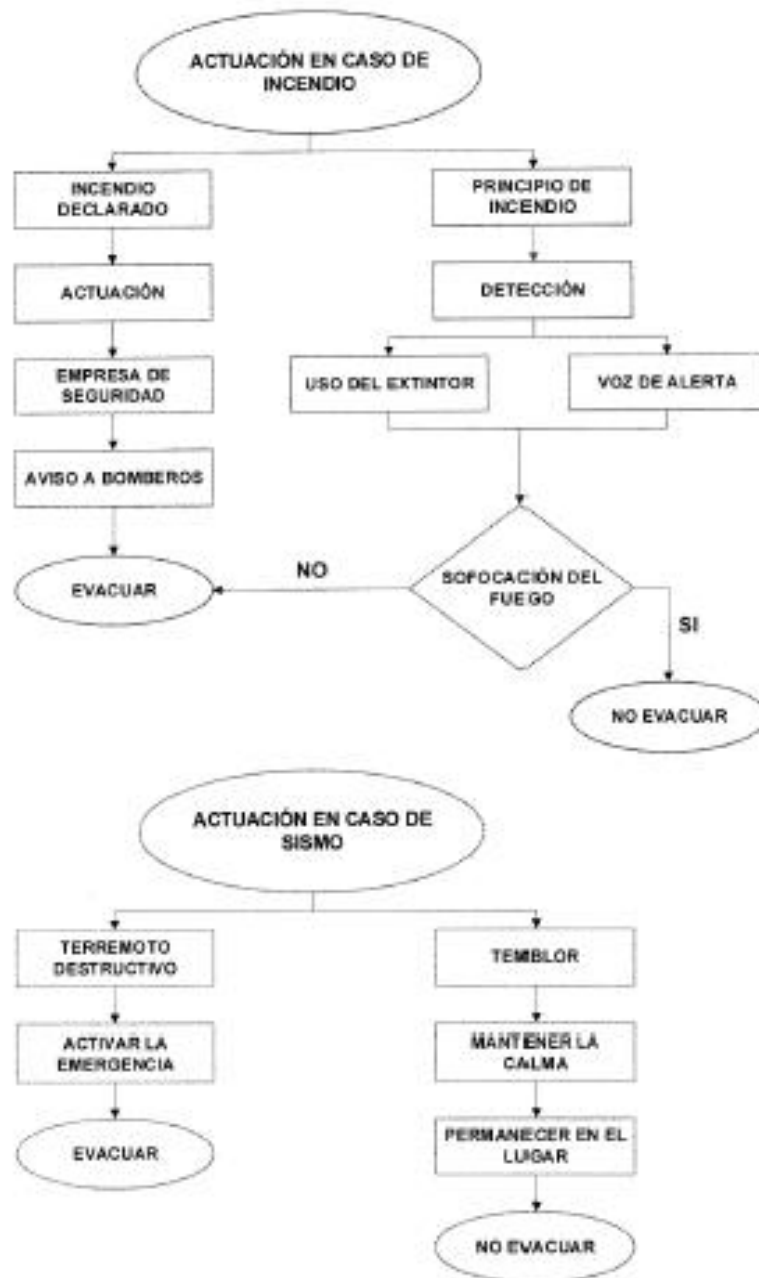 ACTUACIÓN EN CASO DE
INCENDIO
INCENDIO
DECLARADO
ACTUACIÓN
EMPRESA DE
SEGURIDAD
AVISO A BOMBEROS
EVACUAR
PRINCIPIO DE
INCENDIO
DETECCIÓN
USO DEL EXTINTOR
VOZ DE ALERTA
SOFOCACIÓN DEL
FUEGO
NO
SI
NO EVACUAR
ACTUACIÓN EN CASO DE
SISMO
TERREMOTO
DESTRUCTIVO
ACTIVAR LA
EMERGENCIA
EVACUAR
TEMBLOR
MANTENER LA
CALMA
PERMANECER EN EL
LUGAR
NO EVACUAR